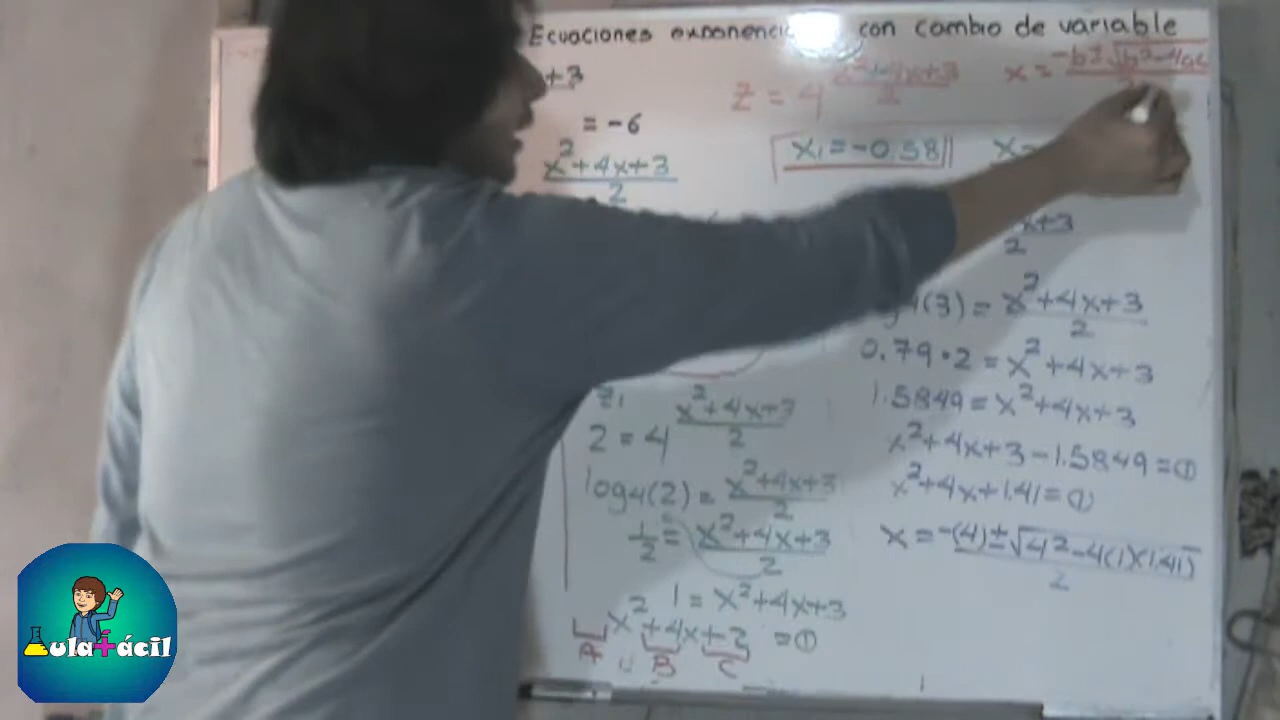 Ecuaciones exponenci con cambio de variable
+3
= -6
x²+4x+3
2
z = 4 x²+4x+3
2
x = -b±√b²-4ac
x₁ = -0.58
x
x+3
2
(3) = x²+4x+3
2
0.79·2 = x²+4x+3
1.5849 = x²+4x+3
x²+4x+3-1.5849=0
x²+4x+1.41=0
x = -(4)±√4²-4(1)(1.41)
2
z₁
2 = 4 x²+4x+3
2
log4(2) = x²+4x+3
2
1/2 = x²+4x+3
2
1 = x²+4x+3
x²+4x+2 = 0
A B C
Aula+ácil